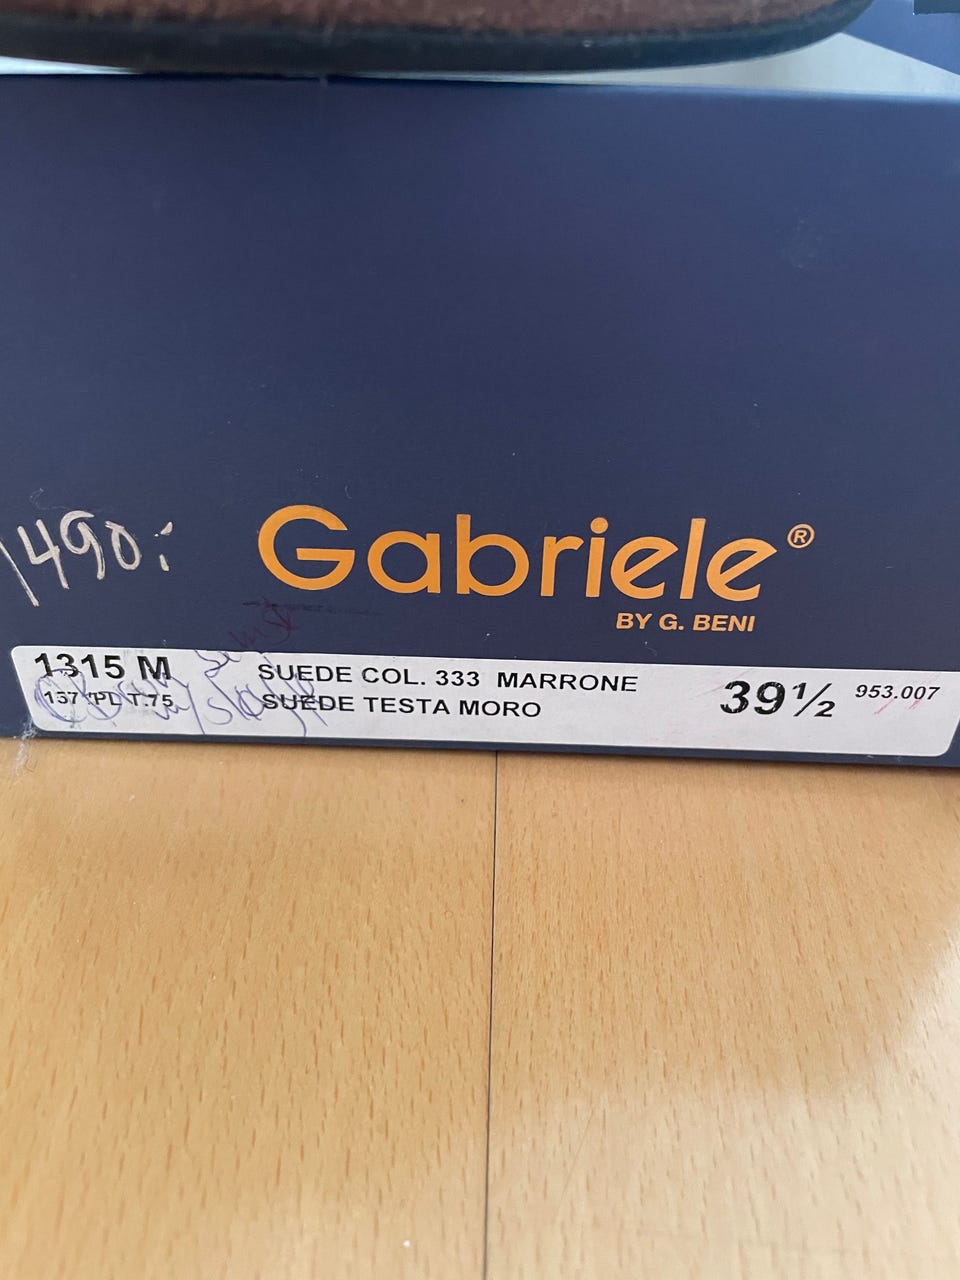 1490:-
Gabriele®
BY G. BENI
1315 M
SUEDE COL. 333 MARRONE
SUEDE TESTA MORO
39½
953.007